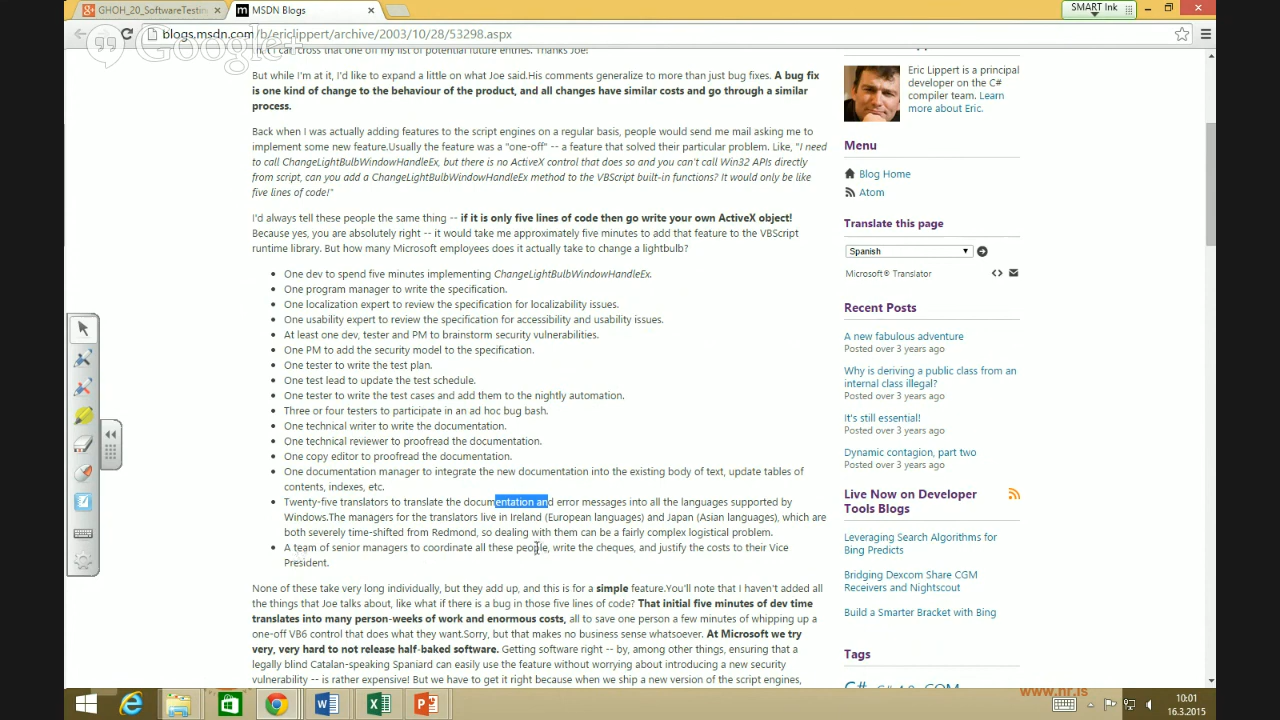 GHOH_20_SoftwareTestin
MSDN Blogs
SMART Ink
blogs.msdn.com/b/ericlippert/archive/2003/10/28/53298.aspx
Google+
can cross that one off my list of potential future entries. Thanks Joe!
But while I'm at it, I'd like to expand a little on what Joe said.His comments generalize to more than just bug fixes. A bug fix
is one kind of change to the behaviour of the product, and all changes have similar costs and go through a similar
process.
Back when I was actually adding features to the script engines on a regular basis, people would send me mail asking me to
implement some new feature.Usually the feature was a "one-off" -- a feature that solved their particular problem. Like, "I need
to call ChangeLightBulbWindowHandleEx, but there is no ActiveX control that does so and you can't call Win32 APIs directly
from script, can you add a ChangeLightBulbWindowHandleEx method to the VBScript built-in functions? It would only be like
five lines of code!"
I'd always tell these people the same thing -- if it is only five lines of code then go write your own ActiveX object!
Because yes, you are absolutely right -- it would take me approximately five minutes to add that feature to the VBScript
runtime library. But how many Microsoft employees does it actually take to change a lightbulb?
One dev to spend five minutes implementing ChangeLightBulbWindowHandleEx.
One program manager to write the specification.
One localization expert to review the specification for localizability issues.
One usability expert to review the specification for accessibility and usability issues.
At least one dev, tester and PM to brainstorm security vulnerabilities.
One PM to add the security model to the specification.
One tester to write the test plan.
One test lead to update the test schedule.
One tester to write the test cases and add them to the nightly automation.
Three or four testers to participate in an ad hoc bug bash.
One technical writer to write the documentation.
One technical reviewer to proofread the documentation.
One copy editor to proofread the documentation.
One documentation manager to integrate the new documentation into the existing body of text, update tables of
contents, indexes, etc.
Twenty-five translators to translate the documentation and error messages into all the languages supported by
Windows.The managers for the translators live in Ireland (European languages) and Japan (Asian languages), which are
both severely time-shifted from Redmond, so dealing with them can be a fairly complex logistical problem.
A team of senior managers to coordinate all these people, write the cheques, and justify the costs to their Vice
President.
None of these take very long individually, but they add up, and this is for a simple feature.You'll note that I haven't added all
the things that Joe talks about, like what if there is a bug in those five lines of code? That initial five minutes of dev time
translates into many person-weeks of work and enormous costs, all to save one person a few minutes of whipping up a
one-off VB6 control that does what they want.Sorry, but that makes no business sense whatsoever. At Microsoft we try
very, very hard to not release half-baked software. Getting software right -- by, among other things, ensuring that a
legally blind Catalan-speaking Spaniard can easily use the feature without worrying about introducing a new security
vulnerability -- is rather expensive! But we have to get it right because when we ship a new version of the script engines,
Eric Lippert is a principal
developer on the C#
compiler team. Learn
more about Eric.
Menu
Blog Home
Atom
Translate this page
Spanish
Microsoft® Translator
Recent Posts
A new fabulous adventure
Posted over 3 years ago
Why is deriving a public class from an
internal class illegal?
Posted over 3 years ago
It's still essential!
Posted over 3 years ago
Dynamic contagion, part two
Posted over 3 years ago
Live Now on Developer
Tools Blogs
Leveraging Search Algorithms for
Bing Predicts
Bridging Dexcom Share CGM
Receivers and Nightscout
Build a Smarter Bracket with Bing
Tags
C# C# 4.0 COM
www.nr.is
10:01
16.3.2015